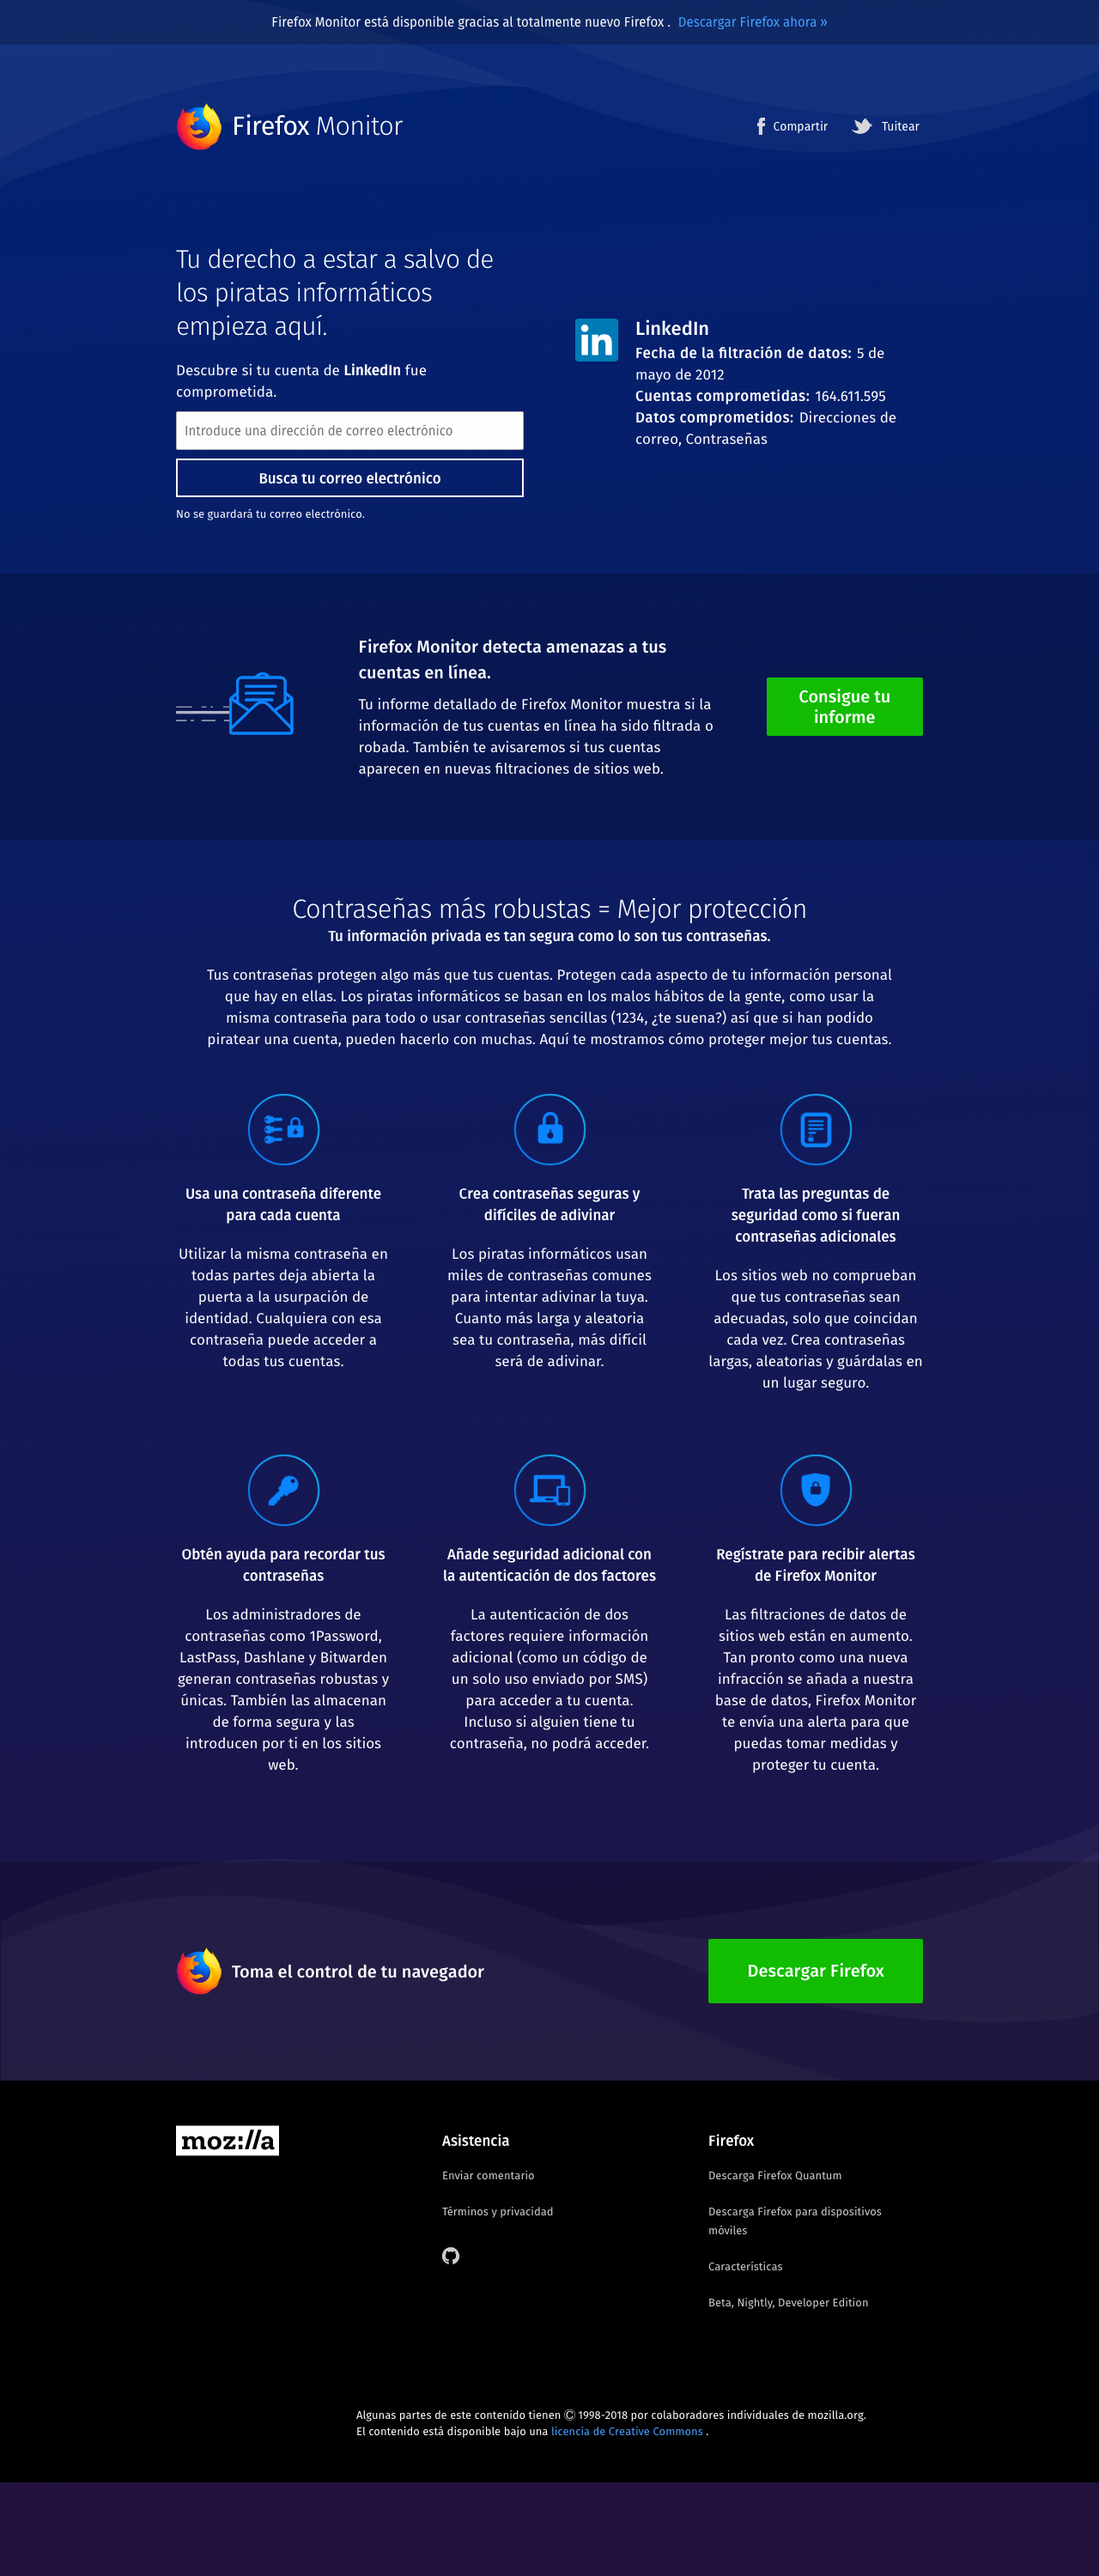 Firefox Monitor está disponible gracias al totalmente nuevo Firefox . Descargar Firefox ahora »
Firefox Monitor
Compartir
Tuitear
Tu derecho a estar a salvo de
los piratas informáticos
empieza aquí.
Descubre si tu cuenta de LinkedIn fue
comprometida.
Introduce una dirección de correo electrónico
Busca tu correo electrónico
No se guardará tu correo electrónico.
in
LinkedIn
Fecha de la filtración de datos: 5 de
mayo de 2012
Cuentas comprometidas: 164.611.595
Datos comprometidos: Direcciones de
correo, Contraseñas
Firefox Monitor detecta amenazas a tus
cuentas en línea.
Tu informe detallado de Firefox Monitor muestra si la
información de tus cuentas en línea ha sido filtrada o
robada. También te avisaremos si tus cuentas
aparecen en nuevas filtraciones de sitios web.
Consigue tu
informe
Contraseñas más robustas = Mejor protección
Tu información privada es tan segura como lo son tus contraseñas.
Tus contraseñas protegen algo más que tus cuentas. Protegen cada aspecto de tu información personal
que hay en ellas. Los piratas informáticos se basan en los malos hábitos de la gente, como usar la
misma contraseña para todo o usar contraseñas sencillas (1234, ¿te suena?) así que si han podido
piratear una cuenta, pueden hacerlo con muchas. Aquí te mostramos cómo proteger mejor tus cuentas.
Usa una contraseña diferente
para cada cuenta
Utilizar la misma contraseña en
todas partes deja abierta la
puerta a la usurpación de
identidad. Cualquiera con esa
contraseña puede acceder a
todas tus cuentas.
Crea contraseñas seguras y
difíciles de adivinar
Los piratas informáticos usan
miles de contraseñas comunes
para intentar adivinar la tuya.
Cuanto más larga y aleatoria
sea tu contraseña, más difícil
será de adivinar.
Trata las preguntas de
seguridad como si fueran
contraseñas adicionales
Los sitios web no comprueban
que tus contraseñas sean
adecuadas, solo que coincidan
cada vez. Crea contraseñas
largas, aleatorias y guárdalas en
un lugar seguro.
Obtén ayuda para recordar tus
contraseñas
Los administradores de
contraseñas como 1Password,
LastPass, Dashlane y Bitwarden
generan contraseñas robustas y
únicas. También las almacenan
de forma segura y las
introducen por ti en los sitios
web.
Añade seguridad adicional con
la autenticación de dos factores
La autenticación de dos
factores requiere información
adicional (como un código de
un solo uso enviado por SMS)
para acceder a tu cuenta.
Incluso si alguien tiene tu
contraseña, no podrá acceder.
Regístrate para recibir alertas
de Firefox Monitor
Las filtraciones de datos de
sitios web están en aumento.
Tan pronto como una nueva
infracción se añada a nuestra
base de datos, Firefox Monitor
te envía una alerta para que
puedas tomar medidas y
proteger tu cuenta.
Toma el control de tu navegador
Descargar Firefox
moz://a
Asistencia
Enviar comentario
Términos y privacidad
Firefox
Descarga Firefox Quantum
Descarga Firefox para dispositivos
móviles
Características
Beta, Nightly, Developer Edition
Algunas partes de este contenido tienen © 1998-2018 por colaboradores individuales de mozilla.org.
El contenido está disponible bajo una licencia de Creative Commons .